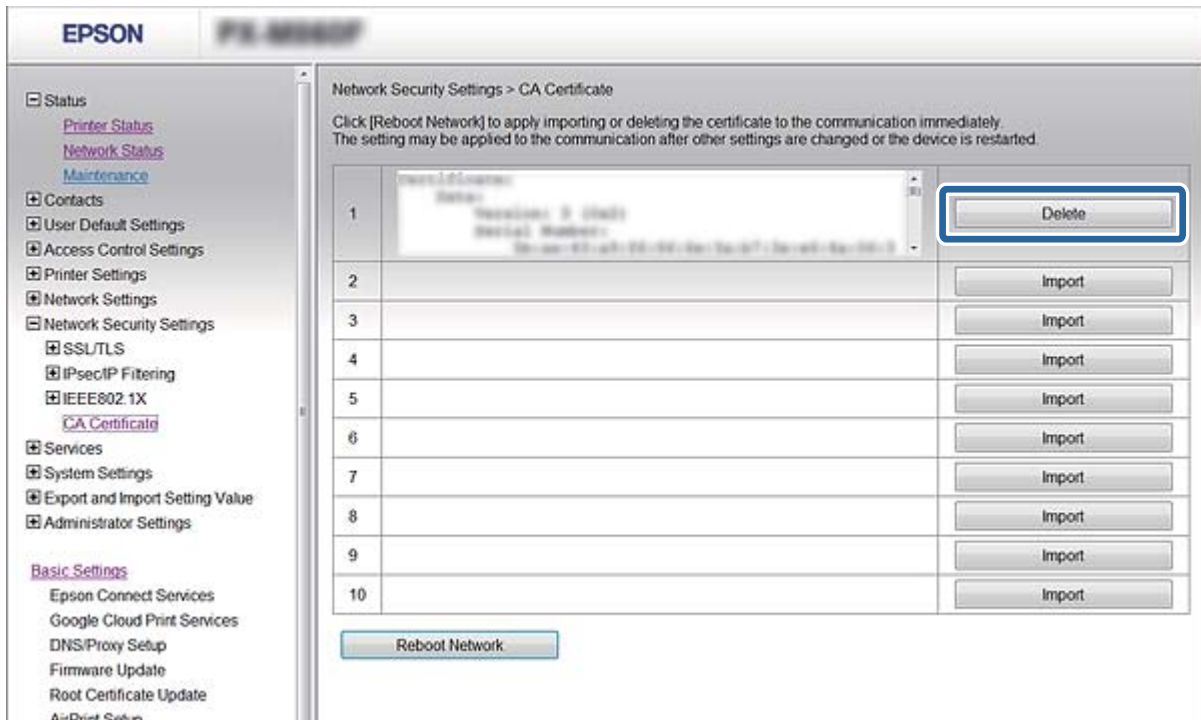 EPSON
Status
Printer Status
Network Status
Maintenance
Contacts
User Default Settings
Access Control Settings
Printer Settings
Network Settings
Network Security Settings
SSL/TLS
IPsec/IP Filtering
IEEE802.1X
CA Certificate
Services
System Settings
Export and Import Setting Value
Administrator Settings
Basic Settings
Epson Connect Services
Google Cloud Print Services
DNS/Proxy Setup
Firmware Update
Root Certificate Update
AirPrint Setup
Network Security Settings > CA Certificate
Click [Reboot Network] to apply importing or deleting the certificate to the communication immediately.
The setting may be applied to the communication after other settings are changed or the device is restarted.
1 Delete
2 Import
3 Import
4 Import
5 Import
6 Import
7 Import
8 Import
9 Import
10 Import
Reboot Network